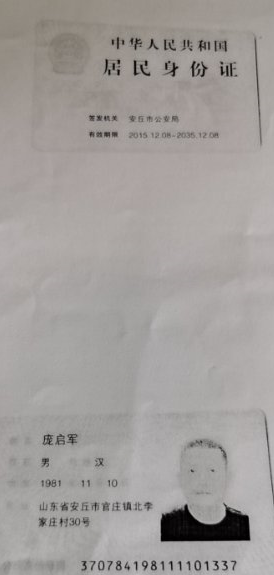 中华人民共和国
居民身份证
签发机关 安丘市公安局
有效期限 2015.12.08-2035.12.08
庞启军
男 汉
1981 11 10
山东省安丘市官庄镇北李
家庄村30号
370784198111101337